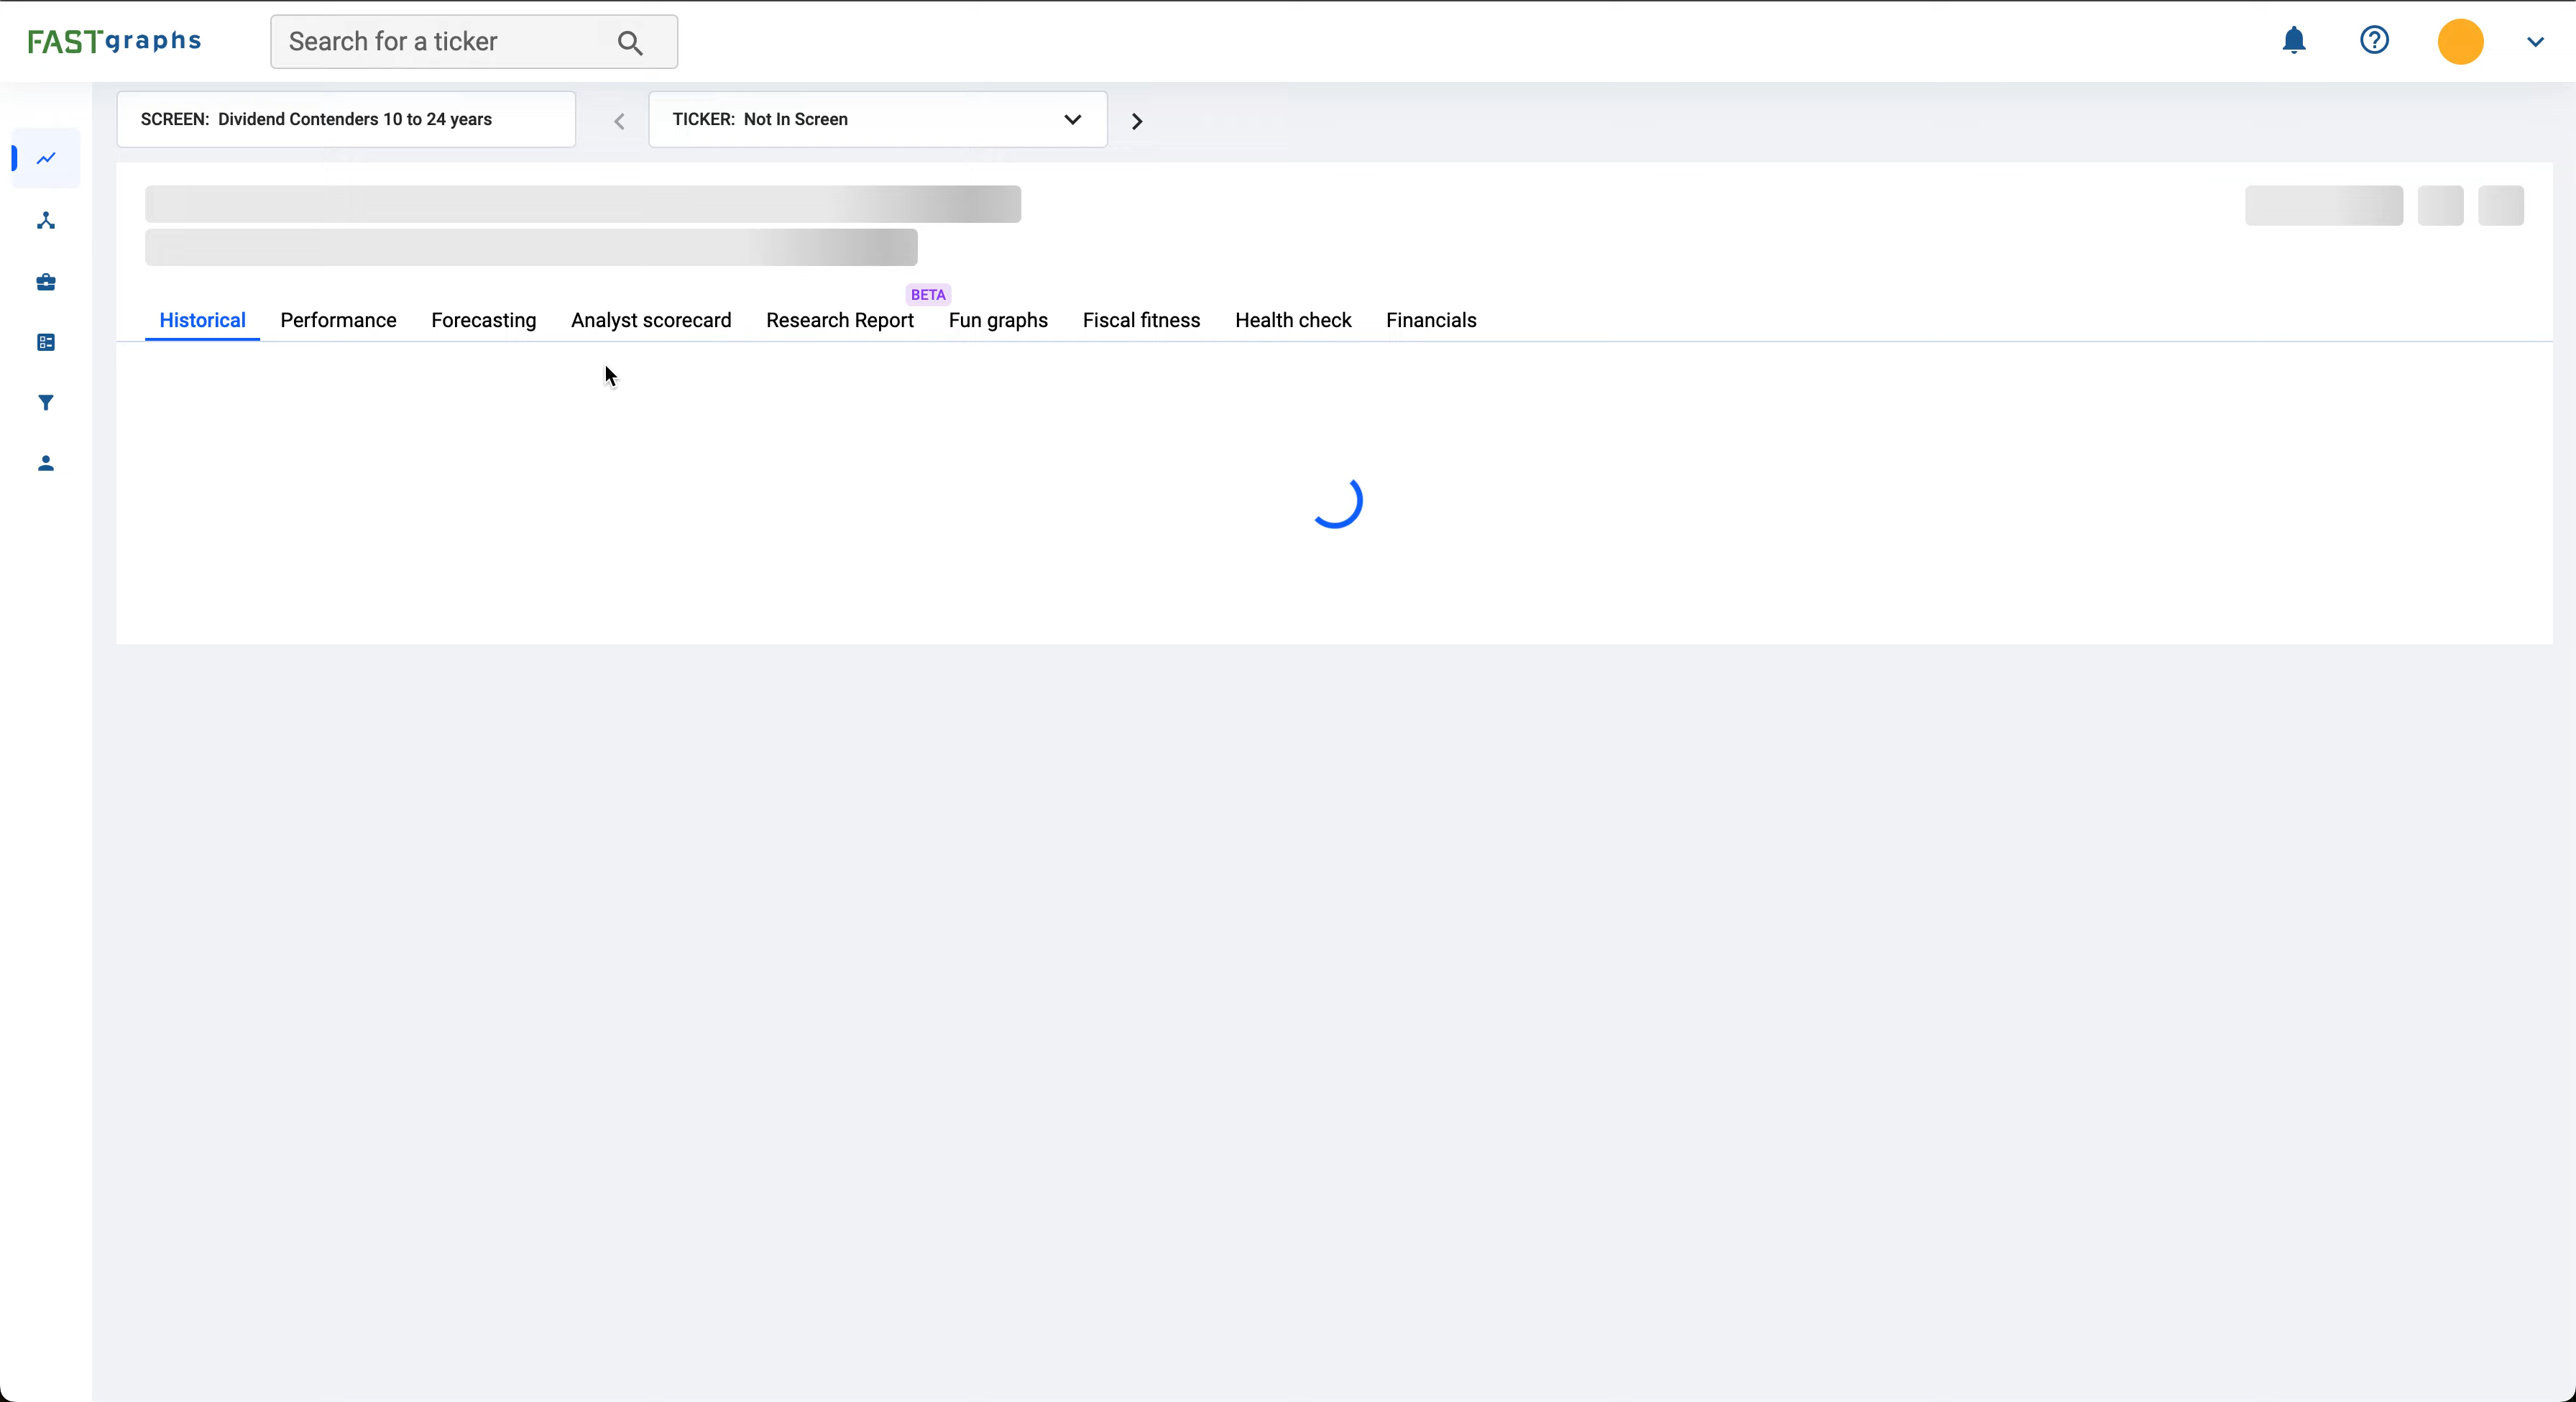 FASTgraphs
Search for a ticker
SCREEN: Dividend Contenders 10 to 24 years
TICKER: Not In Screen
BETA
Historical Performance Forecasting Analyst scorecard Research Report Fun graphs Fiscal fitness Health check Financials